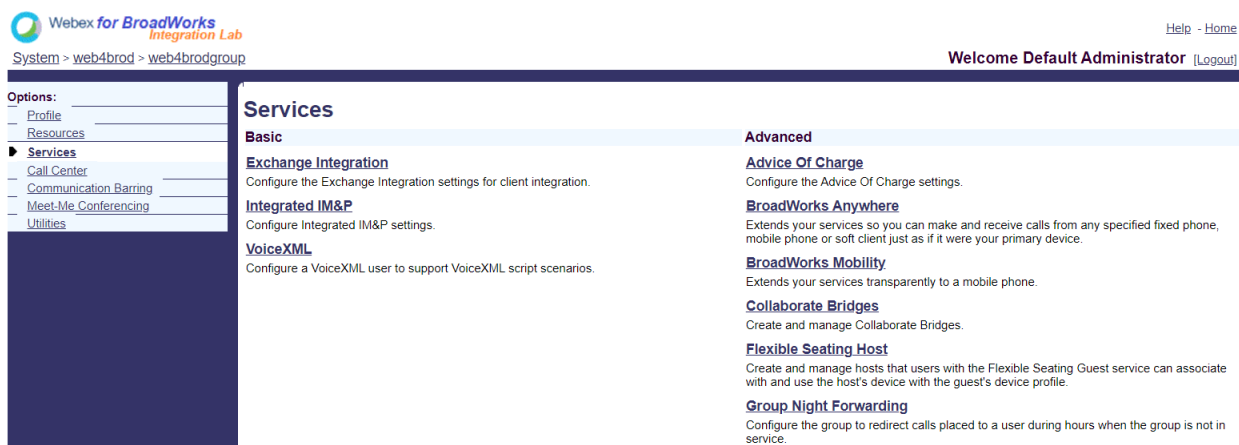 Webex for BroadWorks
Integration Lab
Help - Home
System > web4brod > web4brodgroup
Welcome Default Administrator [Logout]
Options:
Profile
Resources
Services
Call Center
Communication Barring
Meet-Me Conferencing
Utilities
Services
Basic
Exchange Integration
Configure the Exchange Integration settings for client integration.
Integrated IM&P
Configure Integrated IM&P settings.
VoiceXML
Configure a VoiceXML user to support VoiceXML script scenarios.
Advanced
Advice Of Charge
Configure the Advice Of Charge settings.
BroadWorks Anywhere
Extends your services so you can make and receive calls from any specified fixed phone,
mobile phone or soft client just as if it were your primary device.
BroadWorks Mobility
Extends your services transparently to a mobile phone.
Collaborate Bridges
Create and manage Collaborate Bridges.
Flexible Seating Host
Create and manage hosts that users with the Flexible Seating Guest service can associate
with and use the host's device with the guest's device profile.
Group Night Forwarding
Configure the group to redirect calls placed to a user during hours when the group is not in
service.